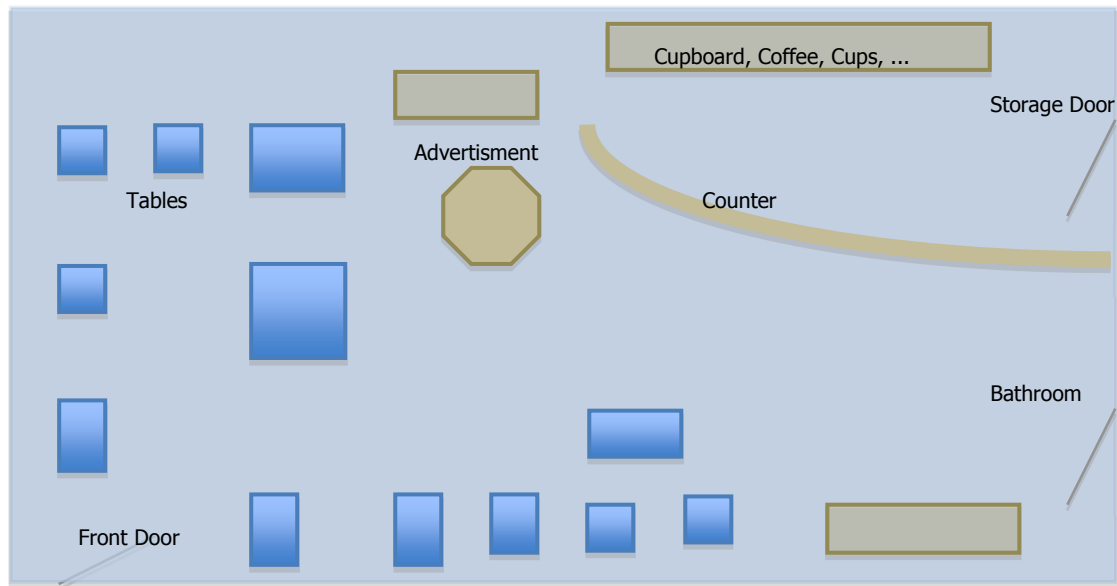 Cupboard, Coffee, Cups, ...
Storage Door
Advertisment
Tables
Counter
Bathroom
Front Door